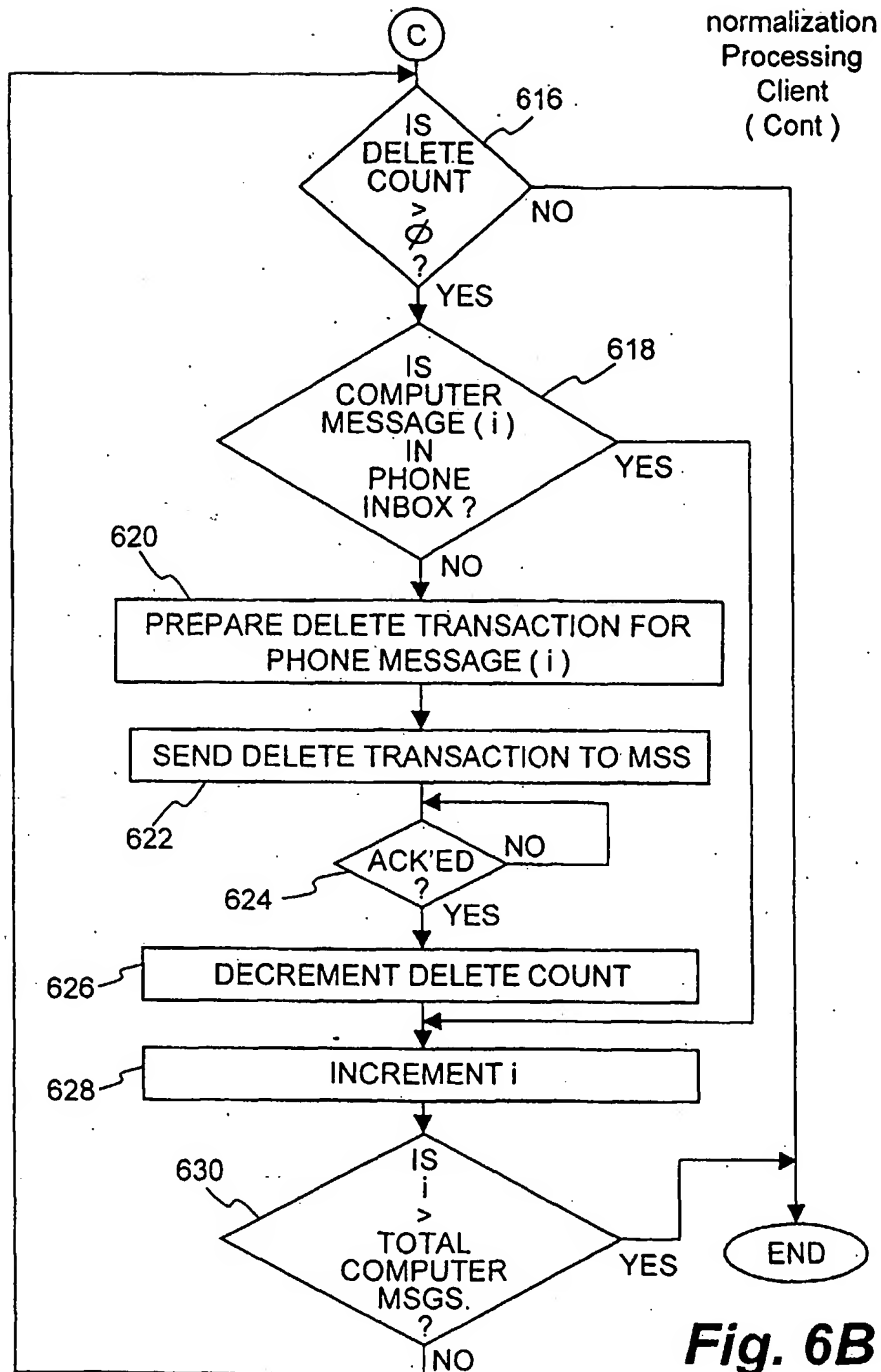 C
normalization
Processing
Client
( Cont )
616
IS
DELETE
COUNT
>
Ø
?
NO
YES
618
IS
COMPUTER
MESSAGE ( i )
IN
PHONE
INBOX ?
YES
NO
620
PREPARE DELETE TRANSACTION FOR
PHONE MESSAGE ( i )
SEND DELETE TRANSACTION TO MSS
622
ACK'ED
?
NO
624
YES
626
DECREMENT DELETE COUNT
628
INCREMENT i
630
IS
i
>
TOTAL
COMPUTER
MSGS.
?
YES
NO
END
Fig. 6B